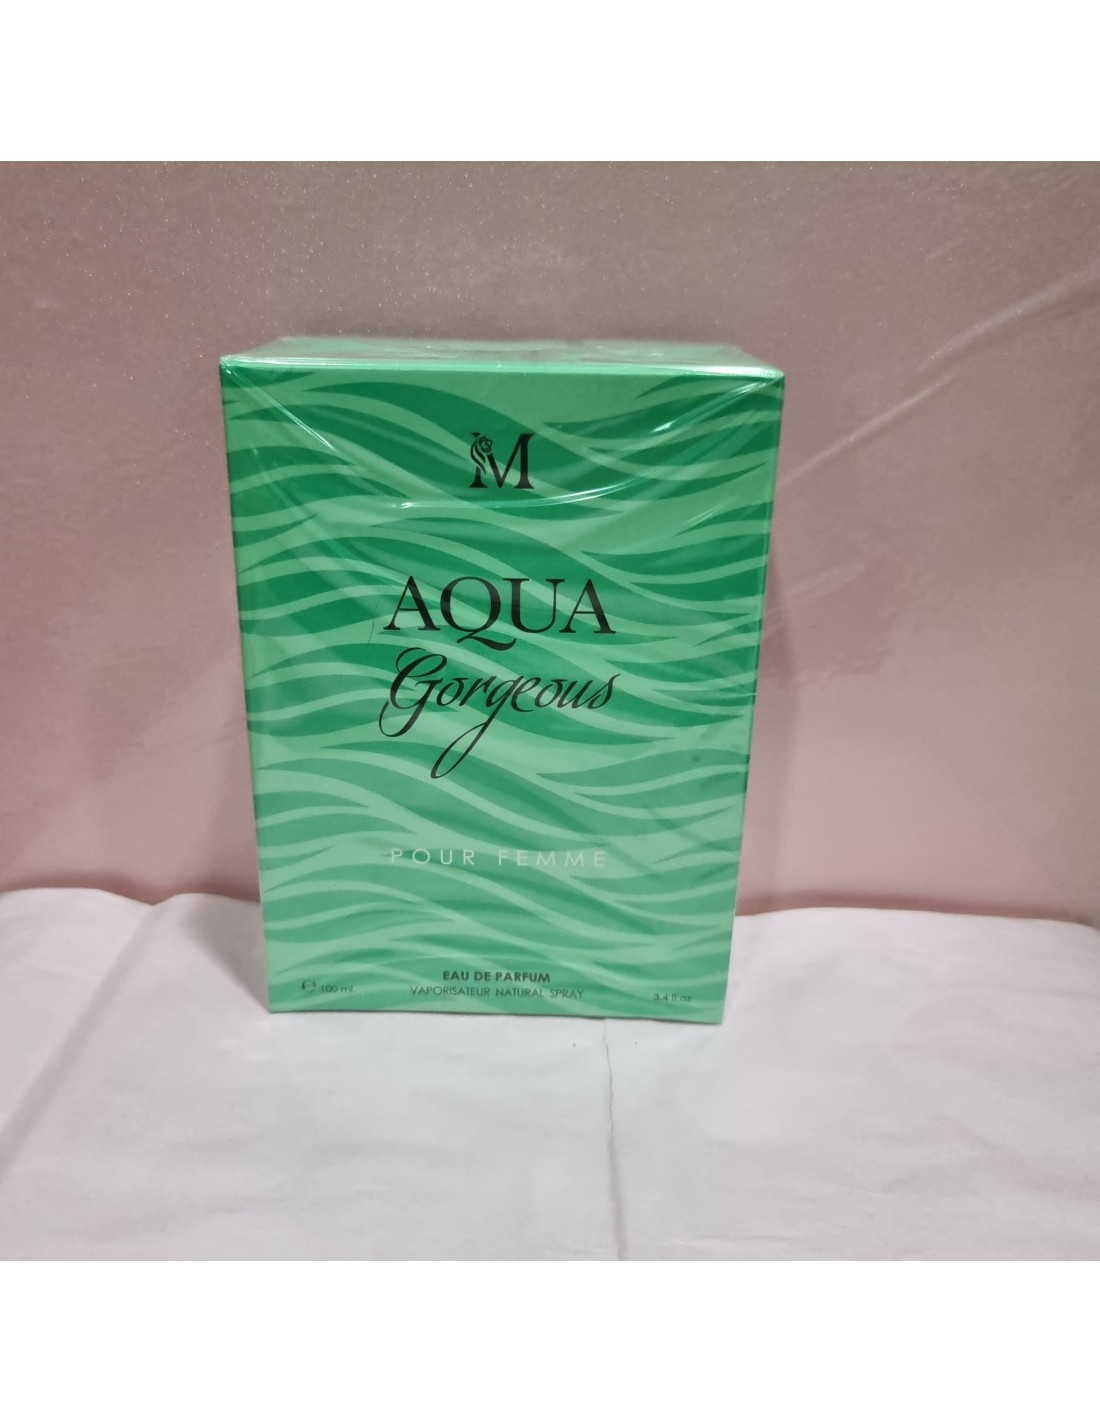 M
AQUA
Gorgeous
POUR FEMME
EAU DE PARFUM
℮ 100 ml VAPORISATEUR NATURAL SPRAY 3.4 fl.oz